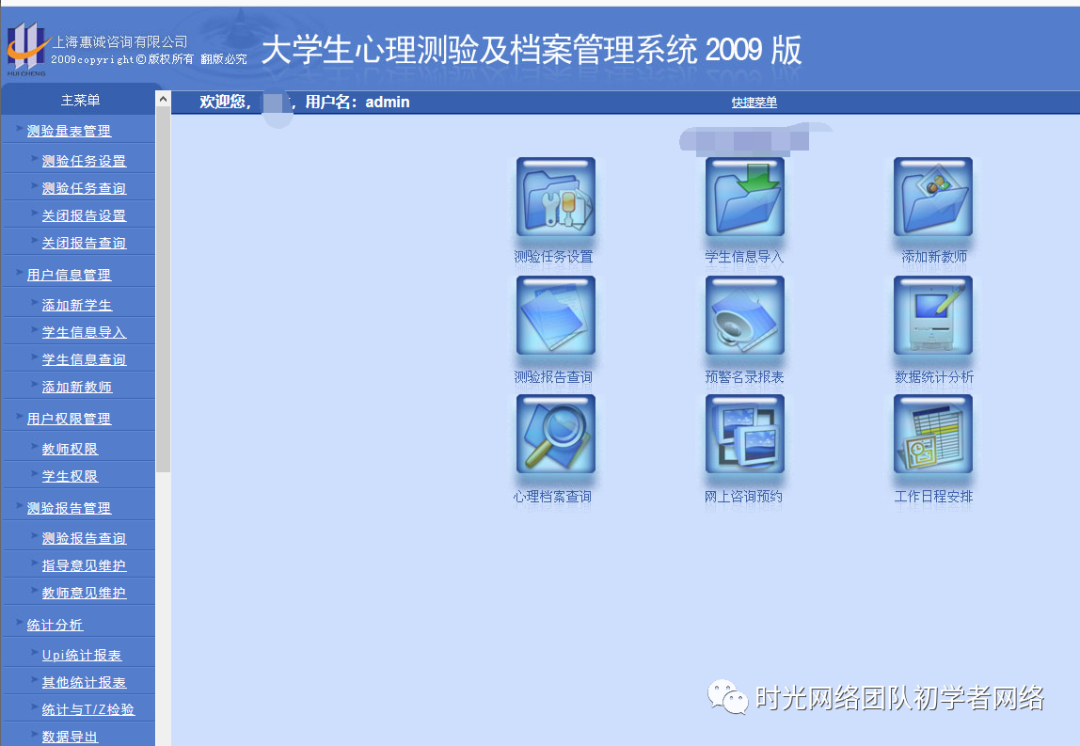 上海惠诚咨询有限公司
2009copyright©版权所有 翻版必究
HUICHENG
大学生心理测验及档案管理系统 2009 版
主菜单
欢迎您, ,用户名：admin
快捷菜单
测验量表管理
测验任务设置
测验任务查询
关闭报告设置
关闭报告查询
用户信息管理
添加新学生
学生信息导入
学生信息查询
添加新教师
用户权限管理
教师权限
学生权限
测验报告管理
测验报告查询
指导意见维护
教师意见维护
统计分析
Upi统计报表
其他统计报表
统计与T/Z检验
数据导出
测验任务设置
学生信息导入
添加新教师
测验报告查询
预警名录报表
数据统计分析
心理档案查询
网上咨询预约
工作日程安排
时光网络团队初学者网络